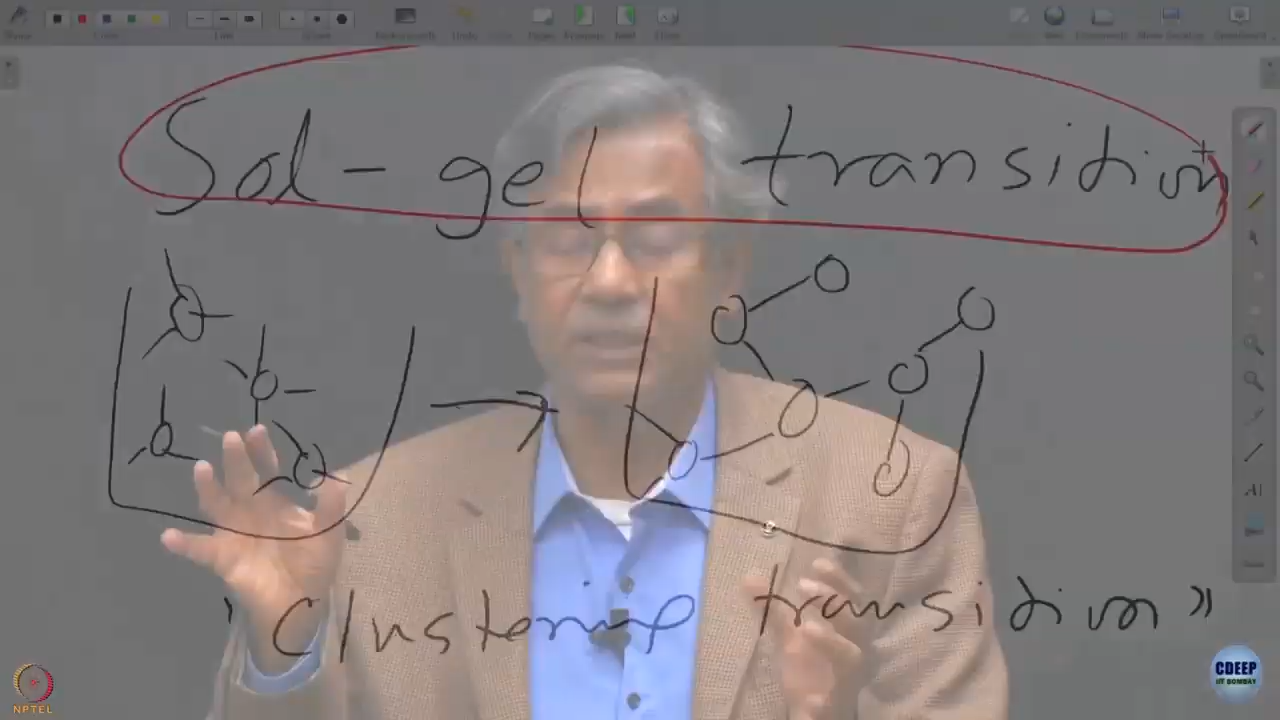 Sol-gel transition
"Clustering transition"
NPTEL
CDEEP
IIT BOMBAY